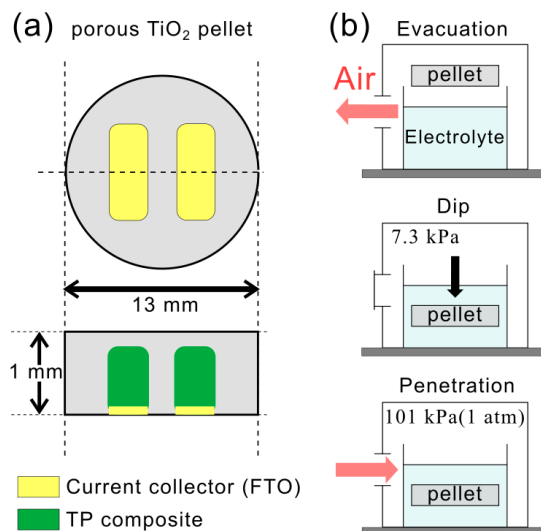 (a) porous TiO₂ pellet
13 mm
1 mm
Current collector (FTO)
TP composite
(b)
Evacuation
pellet
Air
Electrolyte
Dip
7.3 kPa
pellet
Penetration
101 kPa(1 atm)
pellet